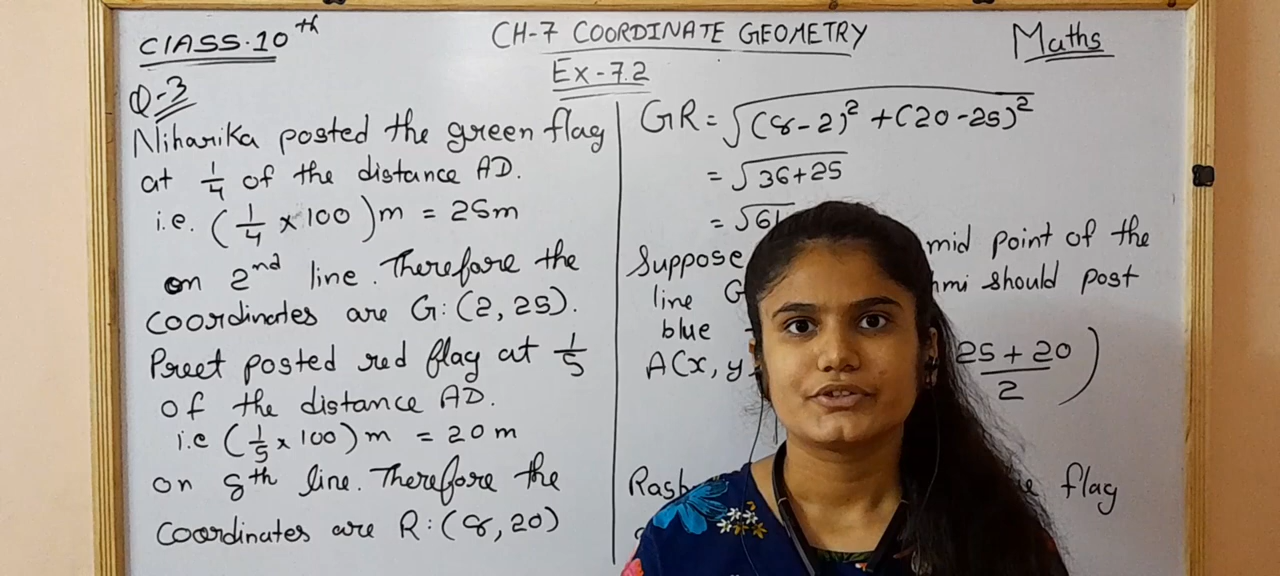 CLASS.10th
CH-7 COORDINATE GEOMETRY
Maths
Ex-7.2
Q-3
Niharika posted the green flag
at 1/4 of the distance AD.
i.e. (1/4 × 100)m = 25m
on 2nd line. Therefore the
coordinates are G:(2, 25).
Preet posted red flag at 1/5
of the distance AD.
i.e (1/5 × 100)m = 20m
on 8th line. Therefore the
coordinates are R:(8, 20)
GR = √(8-2)² + (20-25)²
= √36+25
= √61
Suppose mid point of the
line should post
blue
A(x, y 25 + 20 / 2)
flag